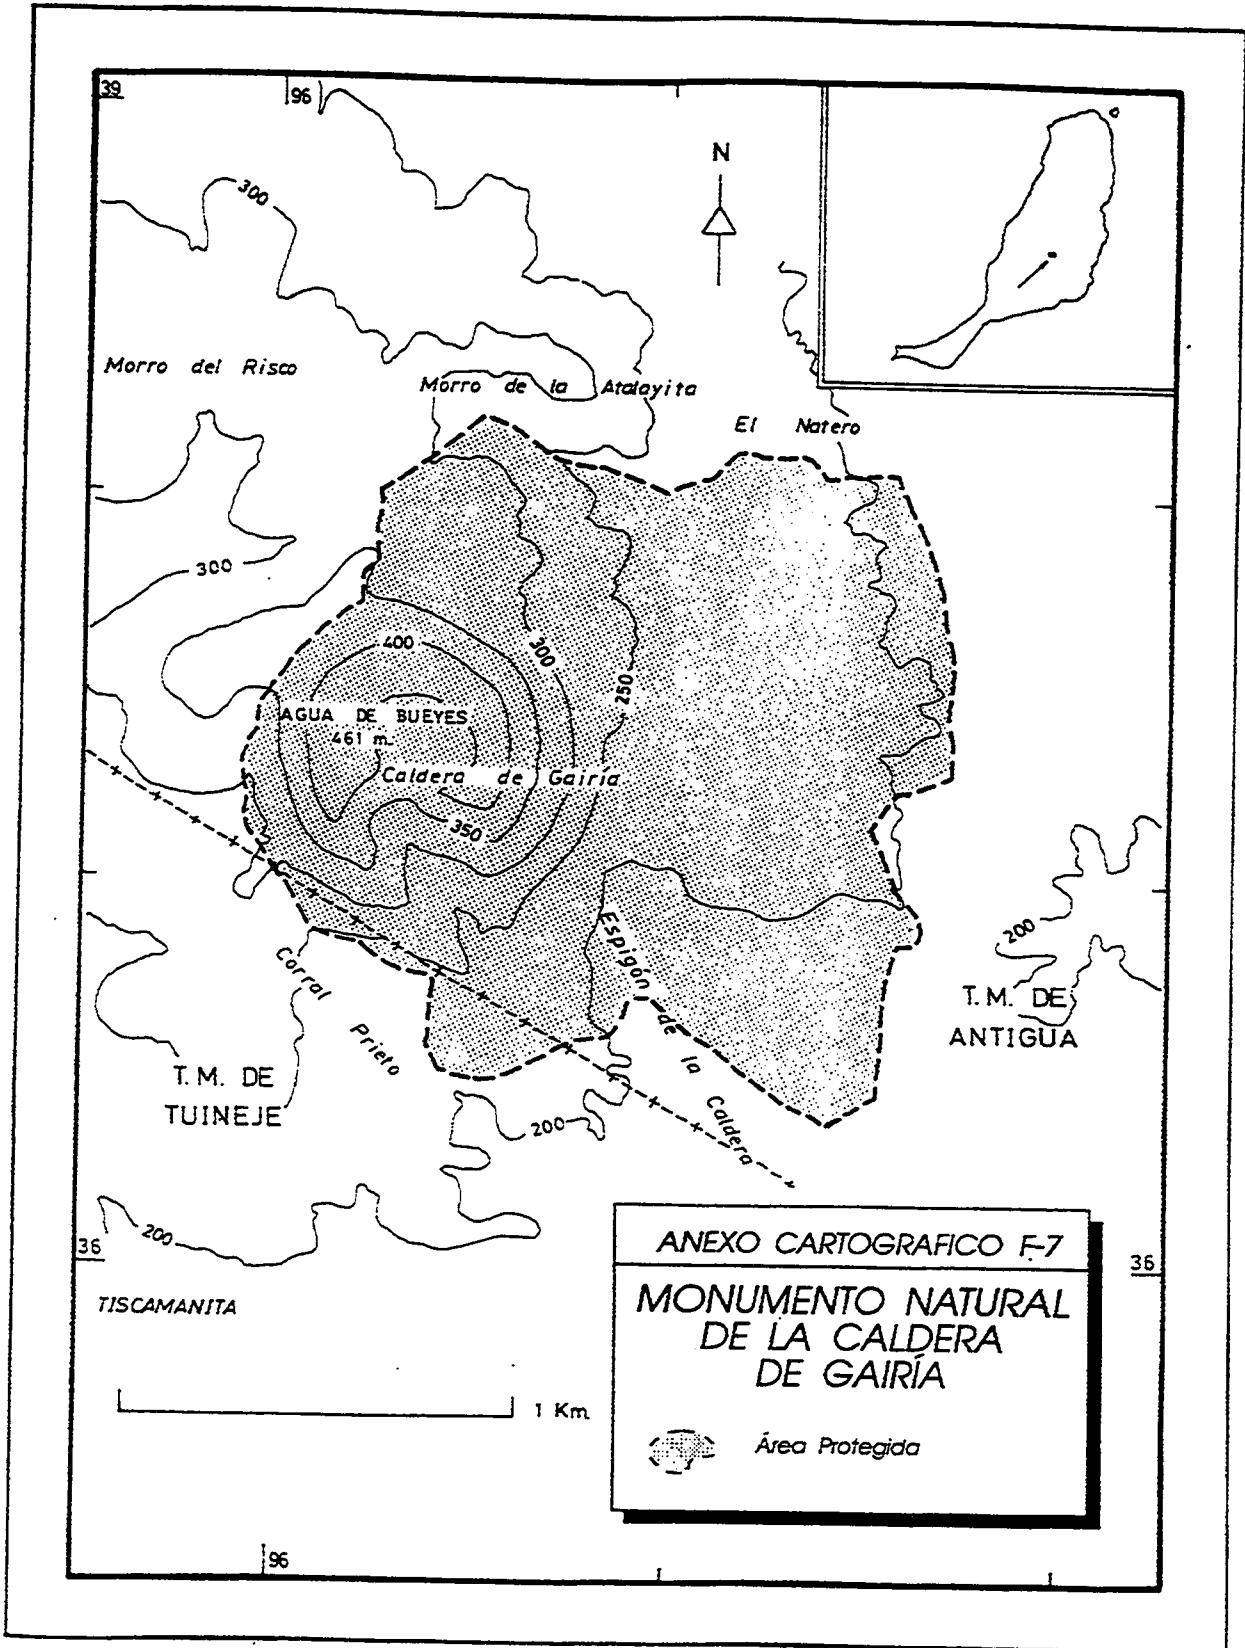 39
96
N
300
Morro del Risco
Morro de la Atalayita
El Natero
300
400
300
250
AGUA DE BUEYES
461 m.
Caldera de Gairía
350
Espigón de la Caldera
200
Corral Prieto
T.M. DE
ANTIGUA
T.M. DE
TUINEJE
200
200
36
36
TISCAMANITA
1 Km.
ANEXO CARTOGRAFICO F-7
MONUMENTO NATURAL
DE LA CALDERA
DE GAIRÍA
Área Protegida
96